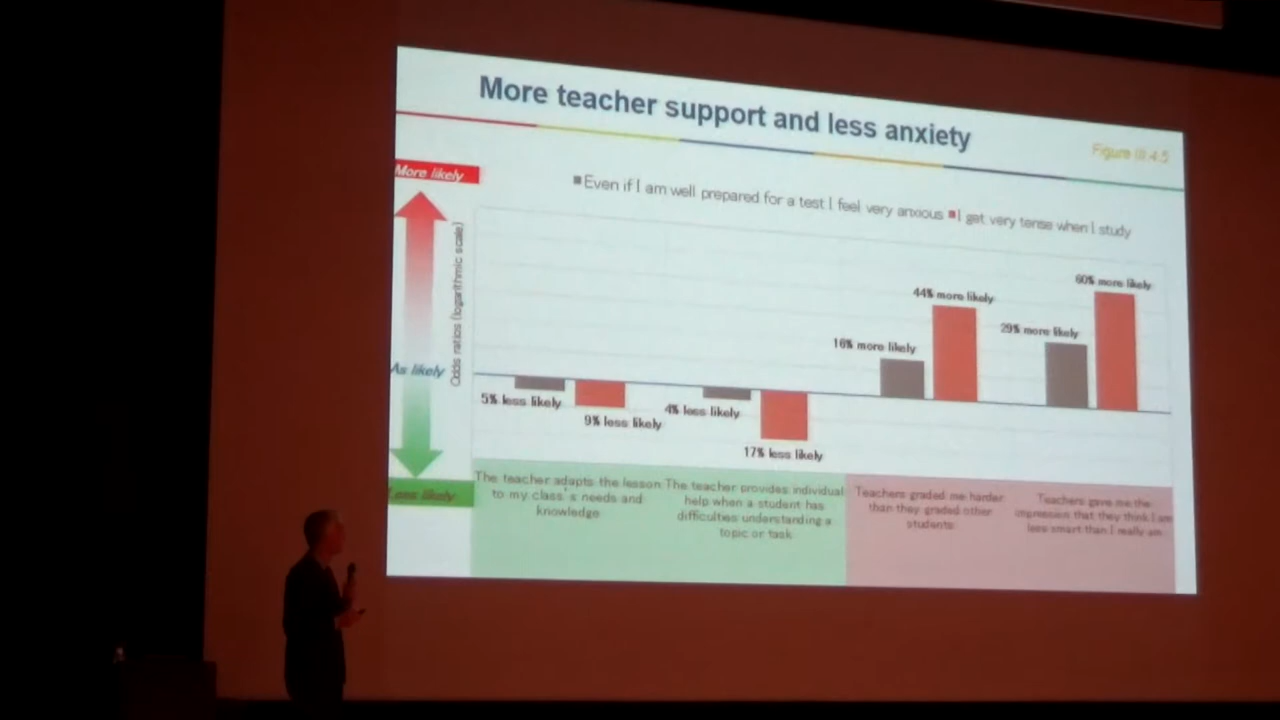 More teacher support and less anxiety
Figure III.4.5
More likely
■Even if I am well prepared for a test I feel very anxious ■I get very tense when I study
Odds ratios (logarithmic scale)
As likely
Less likely
5% less likely
9% less likely
4% less likely
17% less likely
16% more likely
44% more likely
29% more likely
60% more likely
The teacher adapts the lesson
to my class's needs and
knowledge
The teacher provides individual
help when a student has
difficulties understanding a
topic or task
Teachers graded me harder
than they graded other
students
Teachers gave me the
impression that they think I am
less smart than I really am